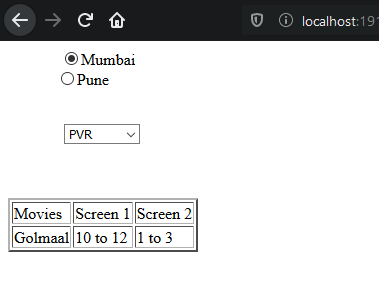 localhost:191
Mumbai
Pune
PVR
Movies Screen 1 Screen 2
Golmaal 10 to 12 1 to 3